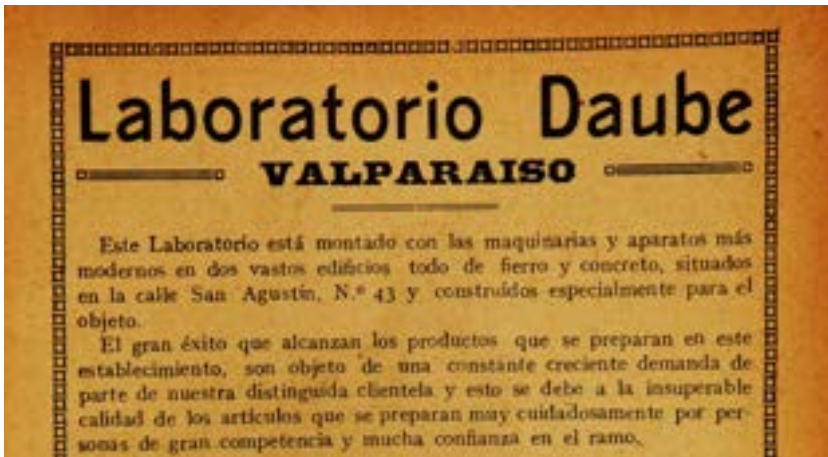 Laboratorio Daube
VALPARAISO
Este Laboratorio está montado con las maquinarias y aparatos más
modernos en dos vastos edificios todo de fierro y concreto, situados
en la calle San Agustin, N.º 43 y construídos especialmente para el
objeto.
El gran éxito que alcanzan los productos que se preparan en este
establecimiento, son objeto de una constante creciente demanda de
parte de nuestra distinguida clientela y esto se debe a la insuperable
calidad de los artículos que se preparan muy cuidadosamente por per-
sonas de gran competencia y mucha confianza en el ramo.